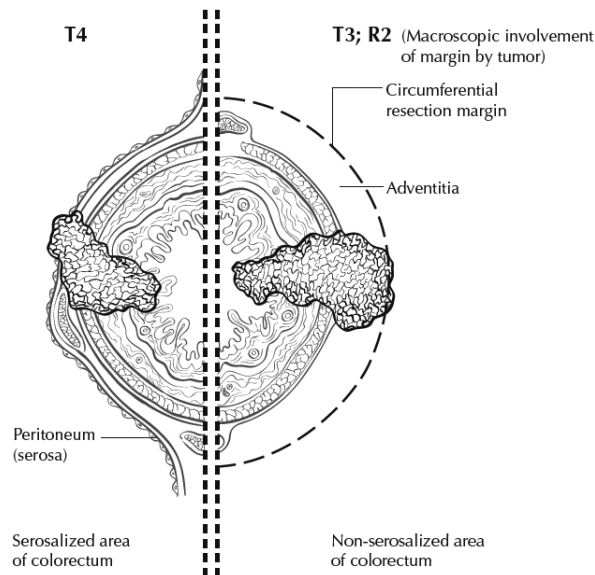 T4
T3; R2 (Macroscopic involvement
of margin by tumor)
Circumferential
resection margin
Adventitia
Peritoneum
(serosa)
Serosalized area
of colorectum
Non-serosalized area
of colorectum